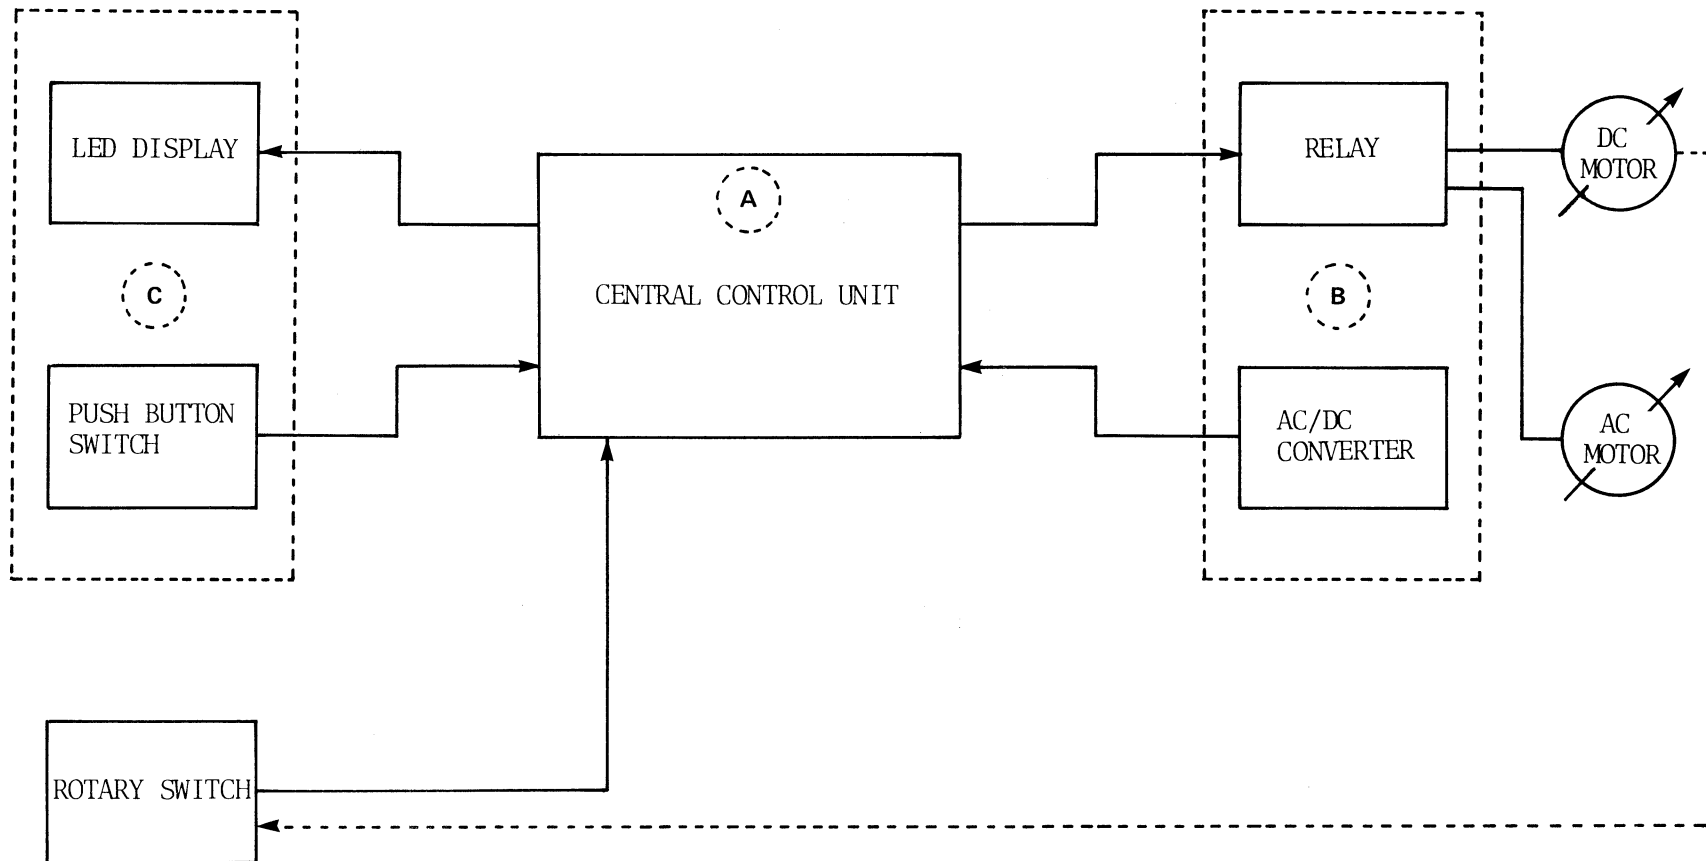 LED DISPLAY
C
PUSH BUTTON
SWITCH
A
CENTRAL CONTROL UNIT
RELAY
B
AC/DC
CONVERTER
DC
MOTOR
AC
MOTOR
ROTARY SWITCH